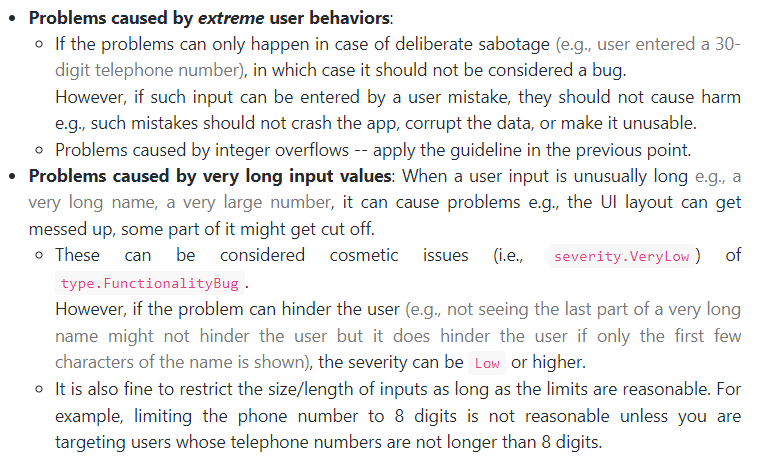 Problems caused by extreme user behaviors:
If the problems can only happen in case of deliberate sabotage (e.g., user entered a 30-
digit telephone number), in which case it should not be considered a bug.
However, if such input can be entered by a user mistake, they should not cause harm
e.g., such mistakes should not crash the app, corrupt the data, or make it unusable.
Problems caused by integer overflows -- apply the guideline in the previous point.
Problems caused by very long input values: When a user input is unusually long e.g., a
very long name, a very large number, it can cause problems e.g., the UI layout can get
messed up, some part of it might get cut off.
These can be considered cosmetic issues (i.e., severity.VeryLow) of
type.FunctionalityBug.
However, if the problem can hinder the user (e.g., not seeing the last part of a very long
name might not hinder the user but it does hinder the user if only the first few
characters of the name is shown), the severity can be Low or higher.
It is also fine to restrict the size/length of inputs as long as the limits are reasonable. For
example, limiting the phone number to 8 digits is not reasonable unless you are
targeting users whose telephone numbers are not longer than 8 digits.